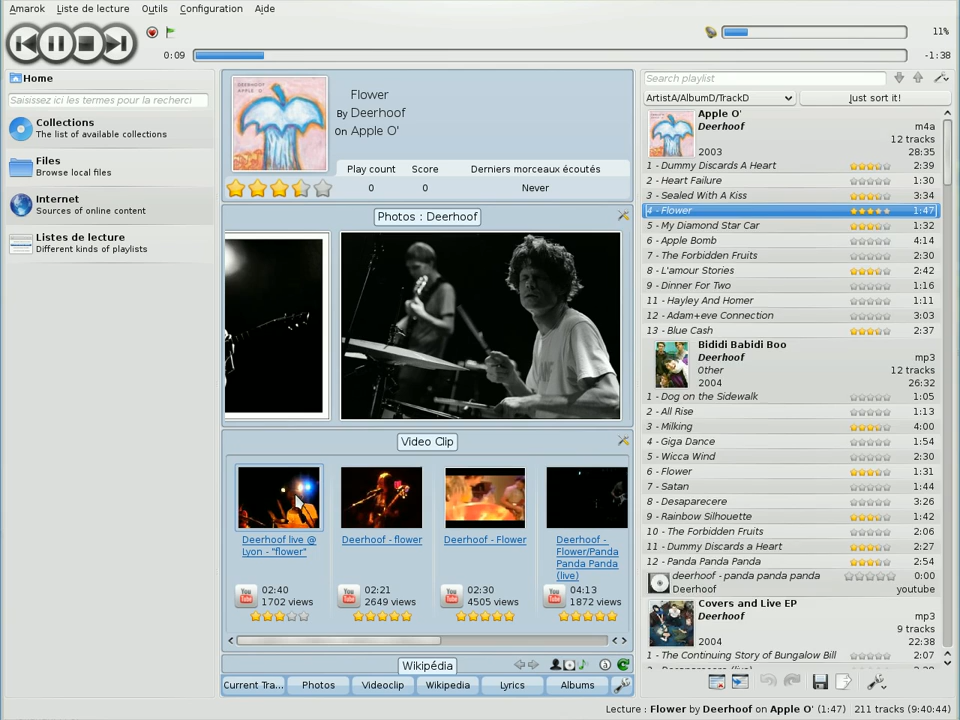 Amarok Liste de lecture Outils Configuration Aide
11%
0:09
-1:38
Home
Saisissez ici les termes pour la recherci
Collections
The list of available collections
Files
Browse local files
Internet
Sources of online content
Listes de lecture
Different kinds of playlists
DEERHOOF
APPLE O'
Flower
By Deerhoof
On Apple O'
Play count Score Derniers morceaux écoutés
0 0 Never
Photos : Deerhoof
Video Clip
Deerhoof live @
Lyon - "flower"
02:40
1702 views
Deerhoof - flower
02:21
2649 views
Deerhoof - Flower
02:30
4505 views
Deerhoof -
Flower/Panda
Panda Panda
(live)
04:13
1872 views
Wikipédia
Current Tra... Photos Videoclip Wikipedia Lyrics Albums
Search playlist
ArtistA/AlbumD/TrackD Just sort it!
Apple O'
Deerhoof m4a
12 tracks
2003 28:35
1 - Dummy Discards A Heart 2:39
2 - Heart Failure 1:30
3 - Sealed With A Kiss 3:34
4 - Flower 1:47
5 - My Diamond Star Car 1:32
6 - Apple Bomb 4:14
7 - The Forbidden Fruits 2:30
8 - L'amour Stories 2:42
9 - Dinner For Two 1:16
11 - Hayley And Homer 1:11
12 - Adam+eve Connection 3:03
13 - Blue Cash 2:37
Bididi Babidi Boo
Deerhoof mp3
Other 12 tracks
2004 26:32
1 - Dog on the Sidewalk 1:05
2 - All Rise 1:13
3 - Milking 4:00
4 - Giga Dance 1:54
5 - Wicca Wind 2:30
6 - Flower 1:31
7 - Satan 1:44
8 - Desaparecere 3:26
9 - Rainbow Silhouette 1:42
10 - The Forbidden Fruits 2:06
11 - Dummy Discards a Heart 2:27
12 - Panda Panda Panda 2:54
deerhoof - panda panda panda 0:00
Deerhoof youtube
Covers and Live EP
Deerhoof mp3
9 tracks
2004 22:38
1 - The Continuing Story of Bungalow Bill 2:07
Lecture : Flower by Deerhoof on Apple O' (1:47) 211 tracks (9:40:44)